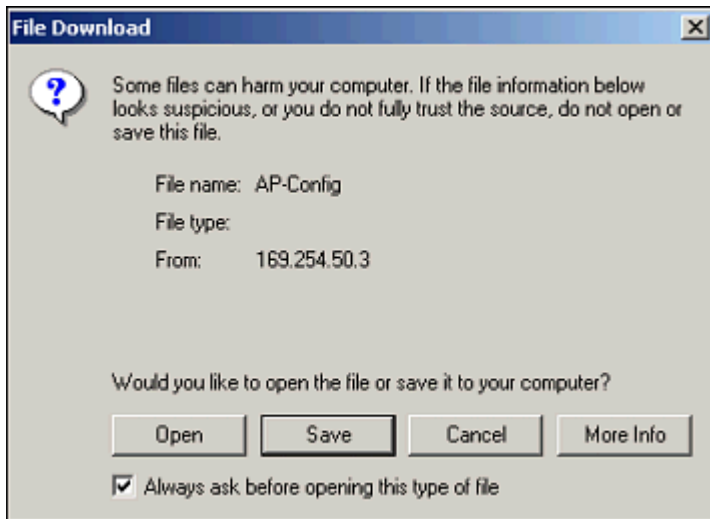 File Download
Some files can harm your computer. If the file information below
looks suspicious, or you do not fully trust the source, do not open or
save this file.
File name: AP-Config
File type:
From: 169.254.50.3
Would you like to open the file or save it to your computer?
Open Save Cancel More Info
Always ask before opening this type of file